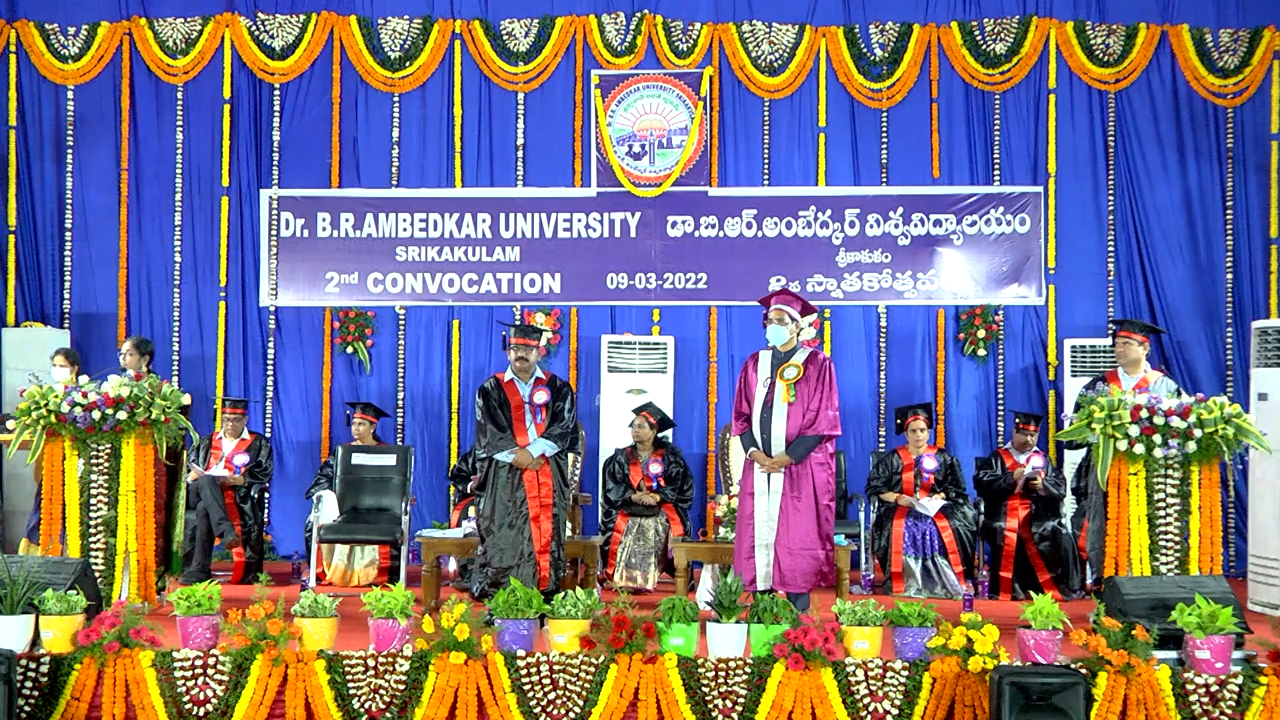 Dr. B.R.AMBEDKAR UNIVERSITY
SRIKAKULAM
2nd CONVOCATION 09-03-2022
డా.బి.ఆర్.అంబేద్కర్ విశ్వవిద్యాలయం
శ్రీకాకుళం